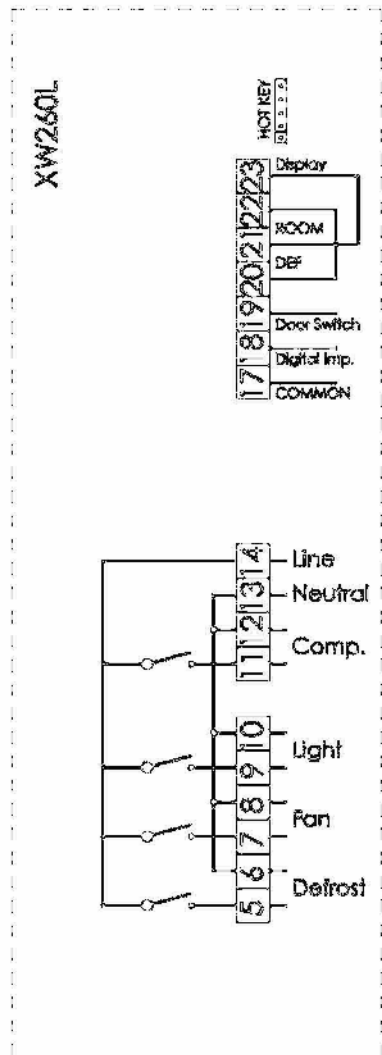 XW260L
HOT KEY
23
Display
22
21
ROOM
20
DEF
19
Door Switch
18
Digital Imp.
17
COMMON
14
Line
13
Neutral
12
11
Comp.
10
9
Light
8
7
Fan
6
5
Defrost